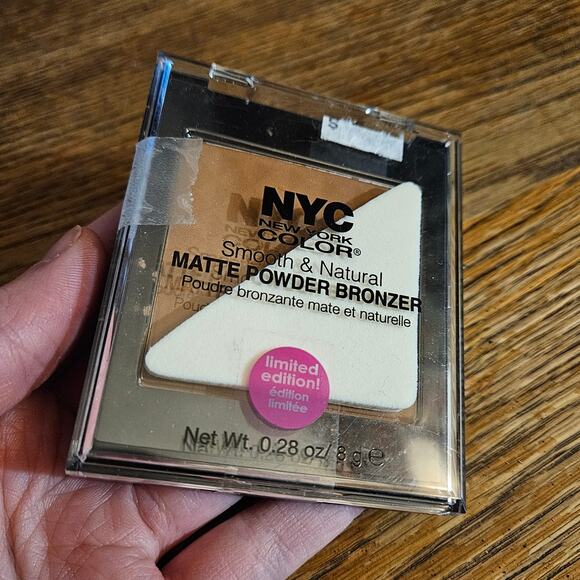 S
NYC
NEW YORK
COLOR®
Smooth & Natural
MATTE POWDER BRONZER
Poudre bronzante mate et naturelle
limited
edition!
édition
limitée
Net Wt. 0.28 oz/ 8 g.e